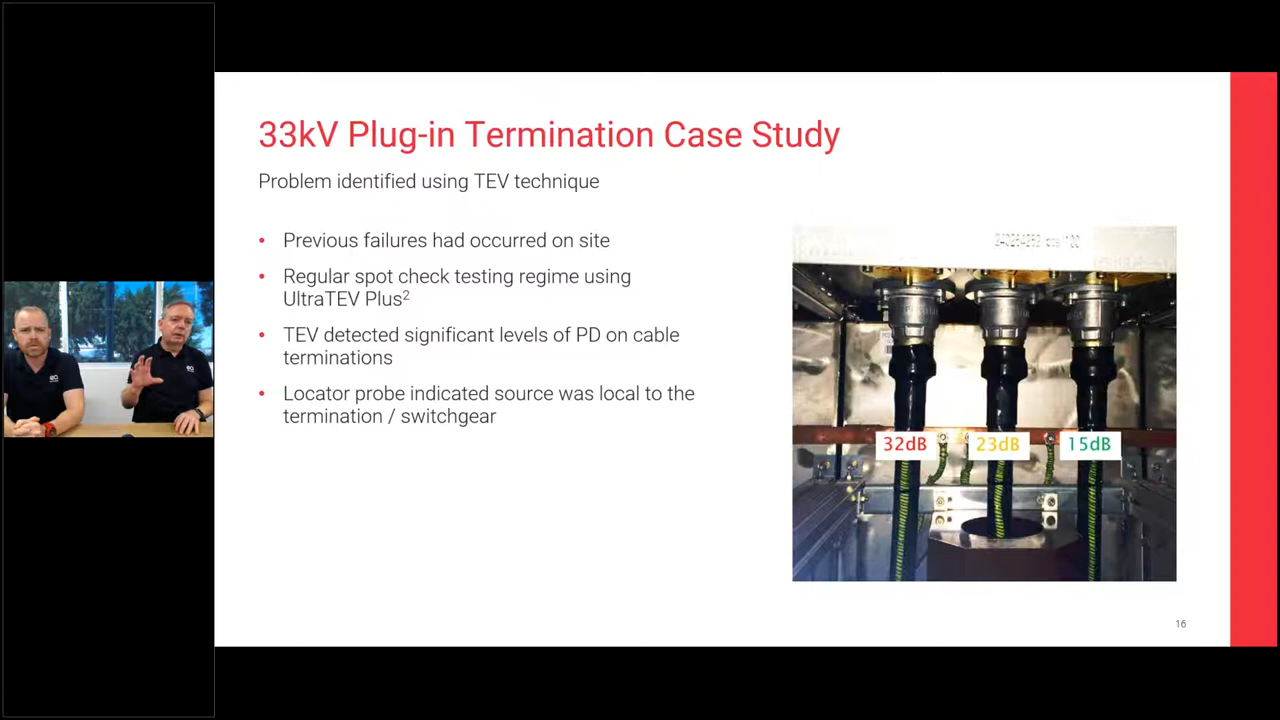 33kV Plug-in Termination Case Study
Problem identified using TEV technique
• Previous failures had occurred on site
• Regular spot check testing regime using
UltraTEV Plus²
• TEV detected significant levels of PD on cable
terminations
• Locator probe indicated source was local to the
termination / switchgear
32dB 23dB 15dB
16